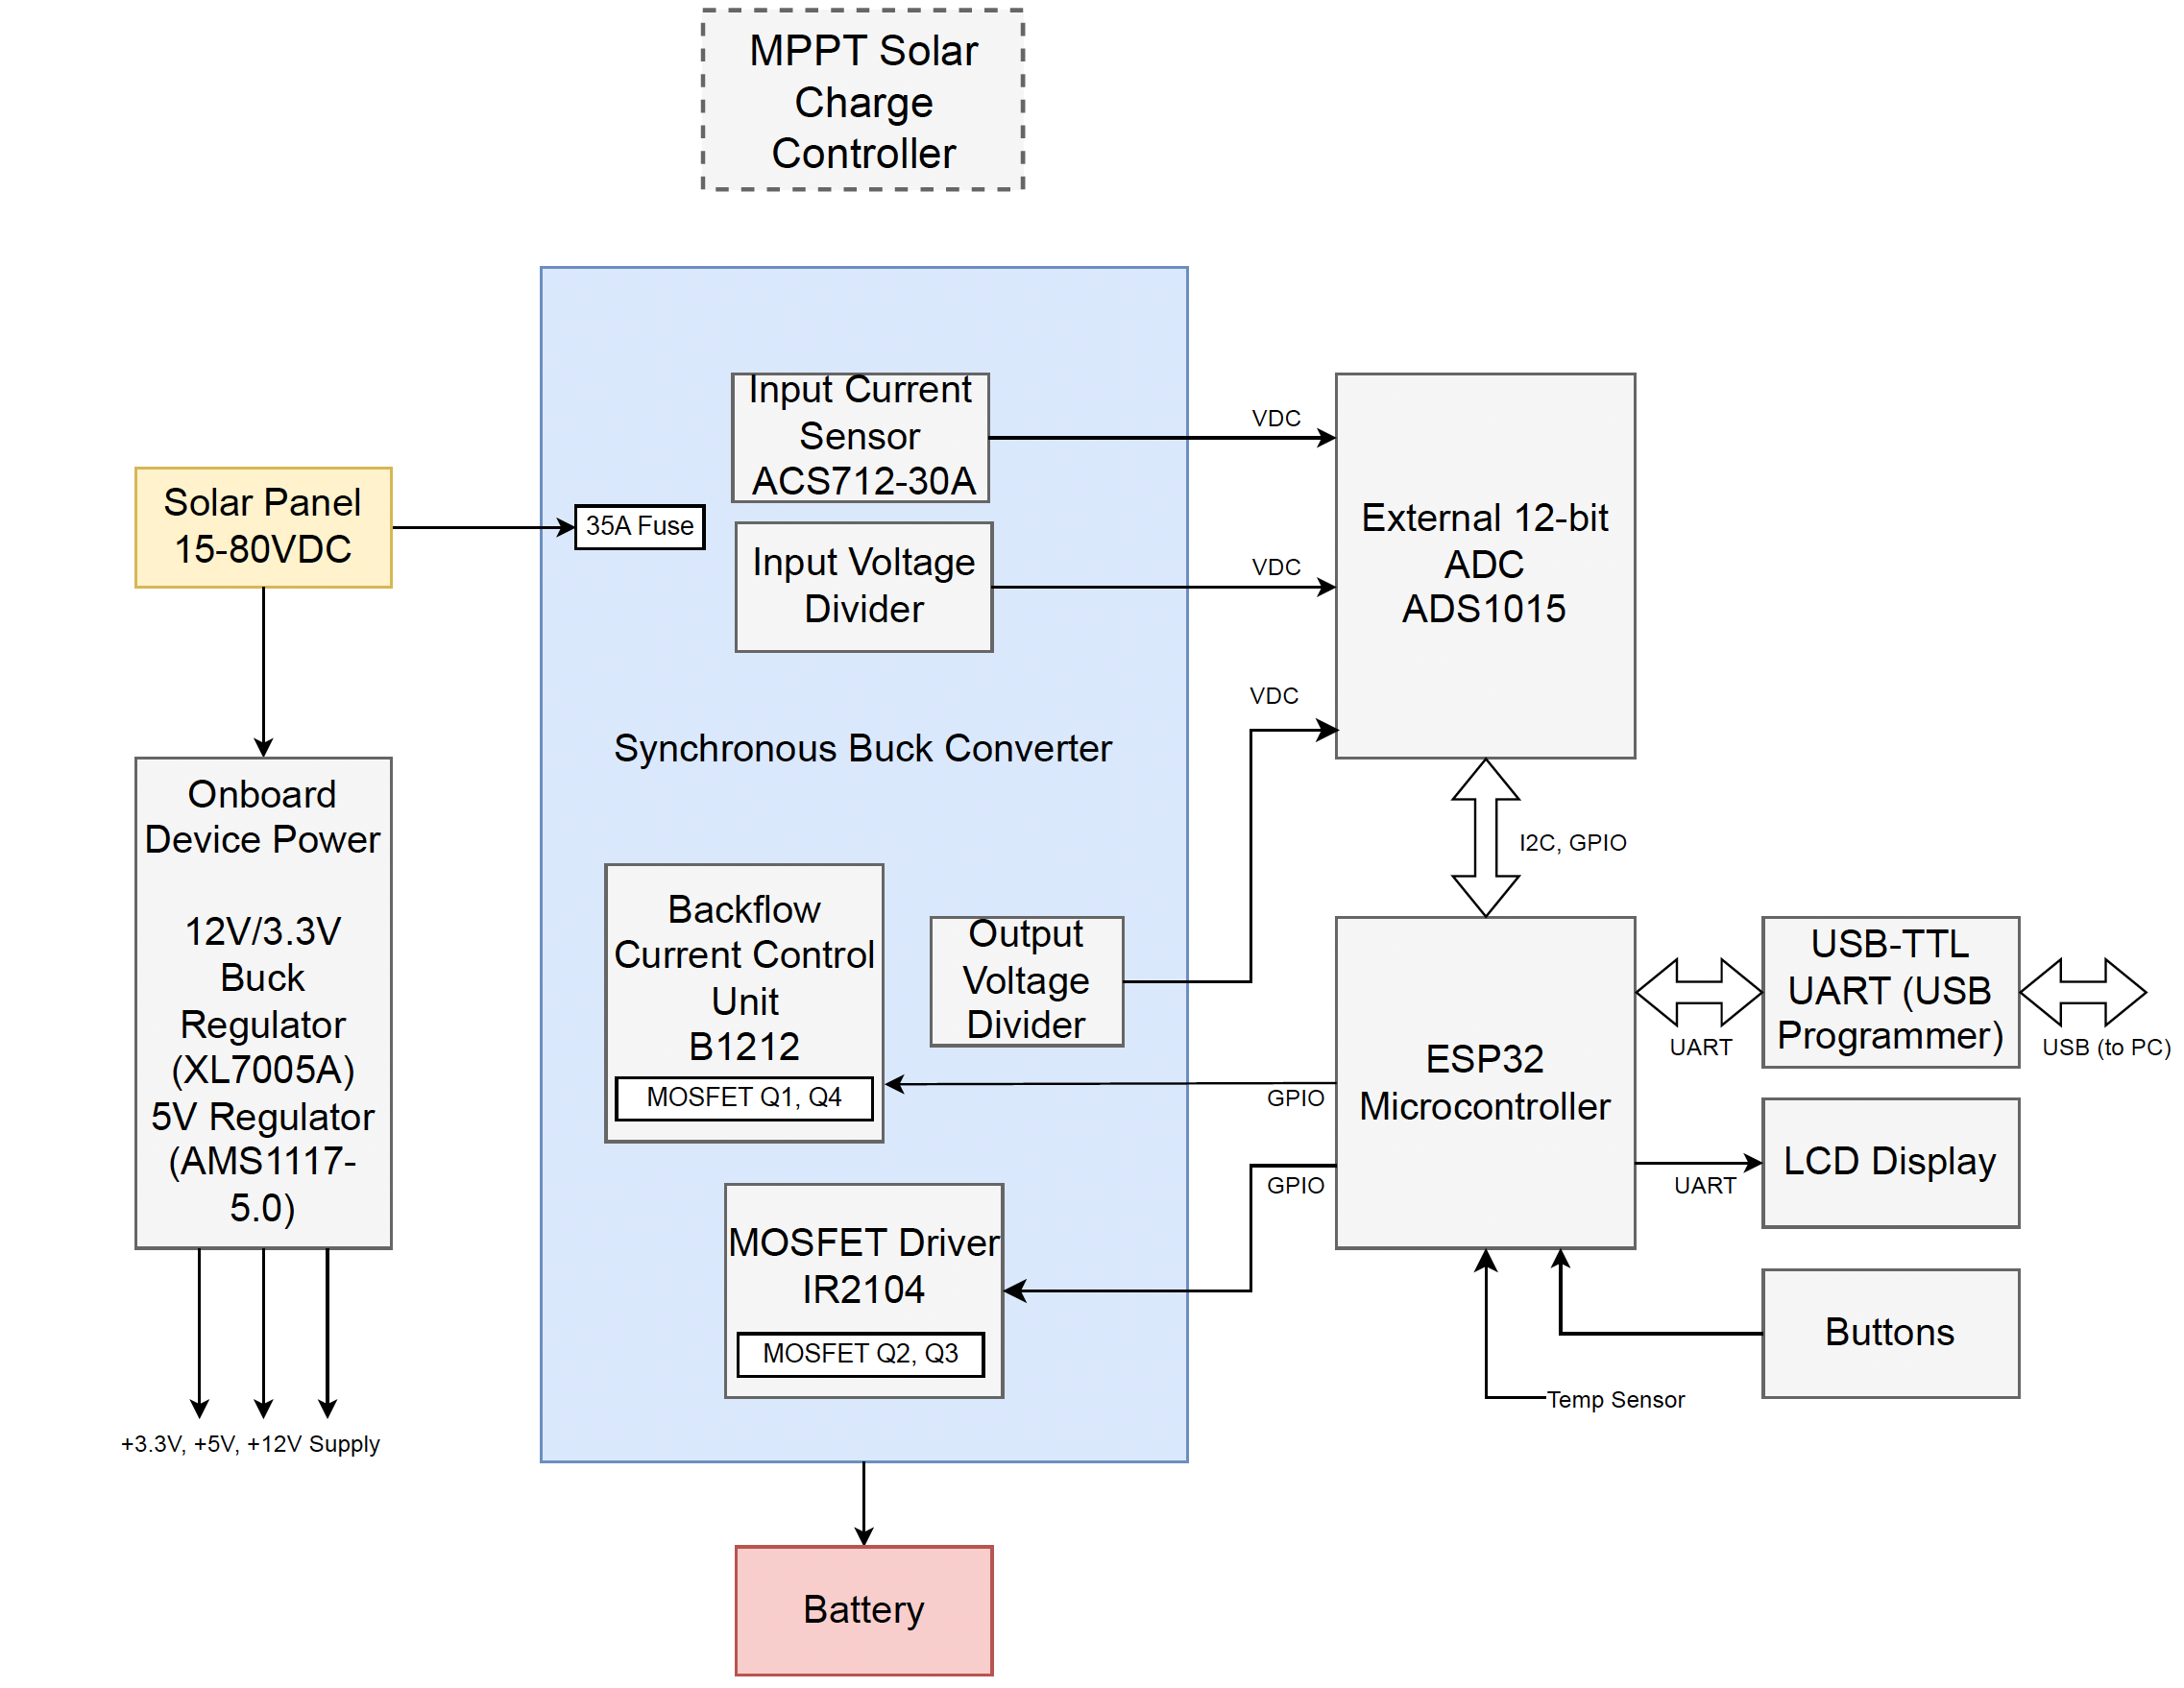 MPPT Solar
Charge
Controller
Input Current
Sensor
ACS712-30A
VDC
Solar Panel
15-80VDC
35A Fuse
Input Voltage
Divider
VDC
External 12-bit
ADC
ADS1015
VDC
Synchronous Buck Converter
Onboard
Device Power
12V/3.3V
Buck
Regulator
(XL7005A)
5V Regulator
(AMS1117-
5.0)
+3.3V, +5V, +12V Supply
Backflow
Current Control
Unit
B1212
MOSFET Q1, Q4
Output
Voltage
Divider
I2C, GPIO
GPIO
GPIO
ESP32
Microcontroller
UART
USB-TTL
UART (USB
Programmer)
USB (to PC)
UART
LCD Display
MOSFET Driver
IR2104
MOSFET Q2, Q3
Buttons
Temp Sensor
Battery